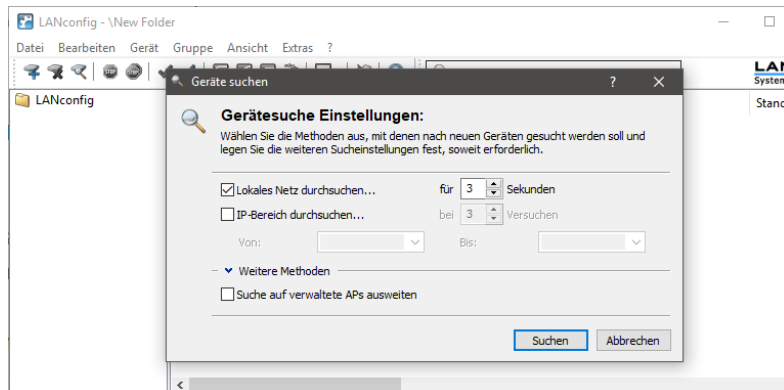 LANconfig - \New Folder
Datei Bearbeiten Gerät Gruppe Ansicht Extras ?
LANconfig
Geräte suchen
?
Gerätesuche Einstellungen:
Wählen Sie die Methoden aus, mit denen nach neuen Geräten gesucht werden soll und
legen Sie die weiteren Sucheinstellungen fest, soweit erforderlich.
Lokales Netz durchsuchen... für 3 Sekunden
IP-Bereich durchsuchen... bei 3 Versuchen
Von: Bis:
Weitere Methoden
Suche auf verwaltete APs ausweiten
Suchen Abbrechen